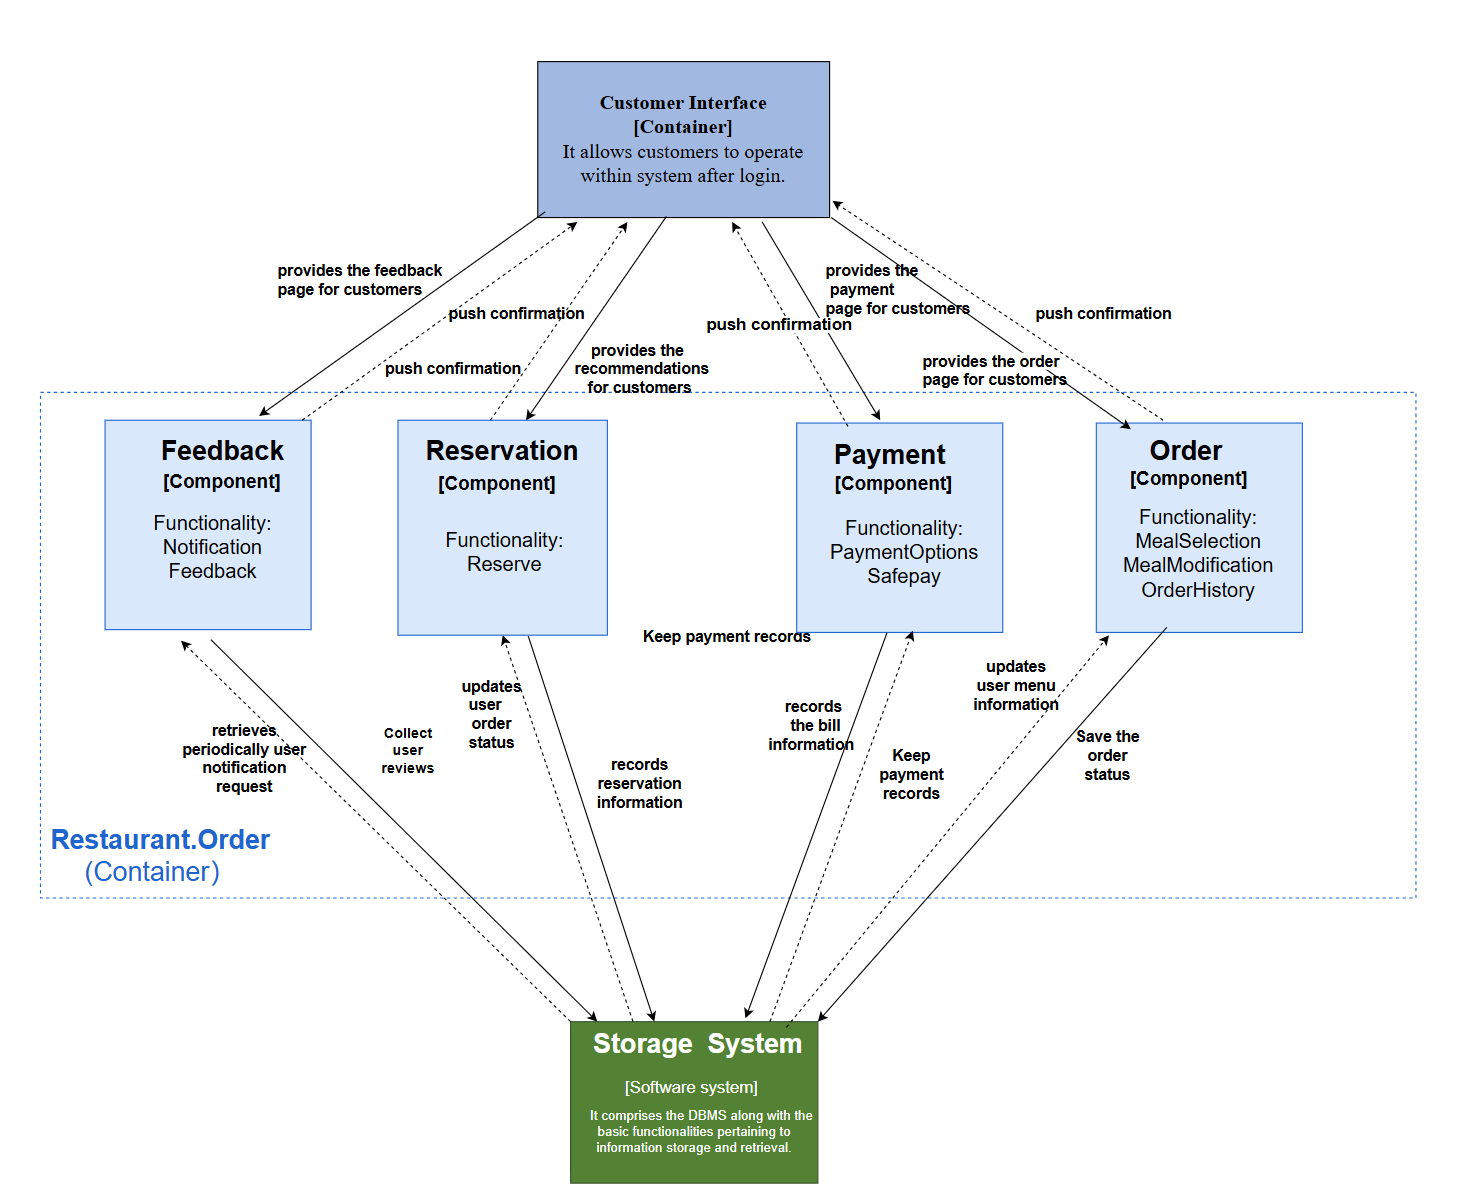 Customer Interface
[Container]
It allows customers to operate
within system after login.
provides the feedback
page for customers
push confirmation
push confirmation
provides the
recommendations
for customers
push confirmation
provides the
payment
page for customers
provides the order
page for customers
push confirmation
Feedback
[Component]
Functionality:
Notification
Feedback
Reservation
[Component]
Functionality:
Reserve
Payment
[Component]
Functionality:
PaymentOptions
Safepay
Order
[Component]
Functionality:
MealSelection
MealModification
OrderHistory
Keep payment records
retrieves
periodically user
notification
request
Collect
user
reviews
updates
user
order
status
records
reservation
information
records
the bill
information
Keep
payment
records
updates
user menu
information
Save the
order
status
Restaurant.Order
(Container)
Storage System
[Software system]
It comprises the DBMS along with the
basic functionalities pertaining to
information storage and retrieval.